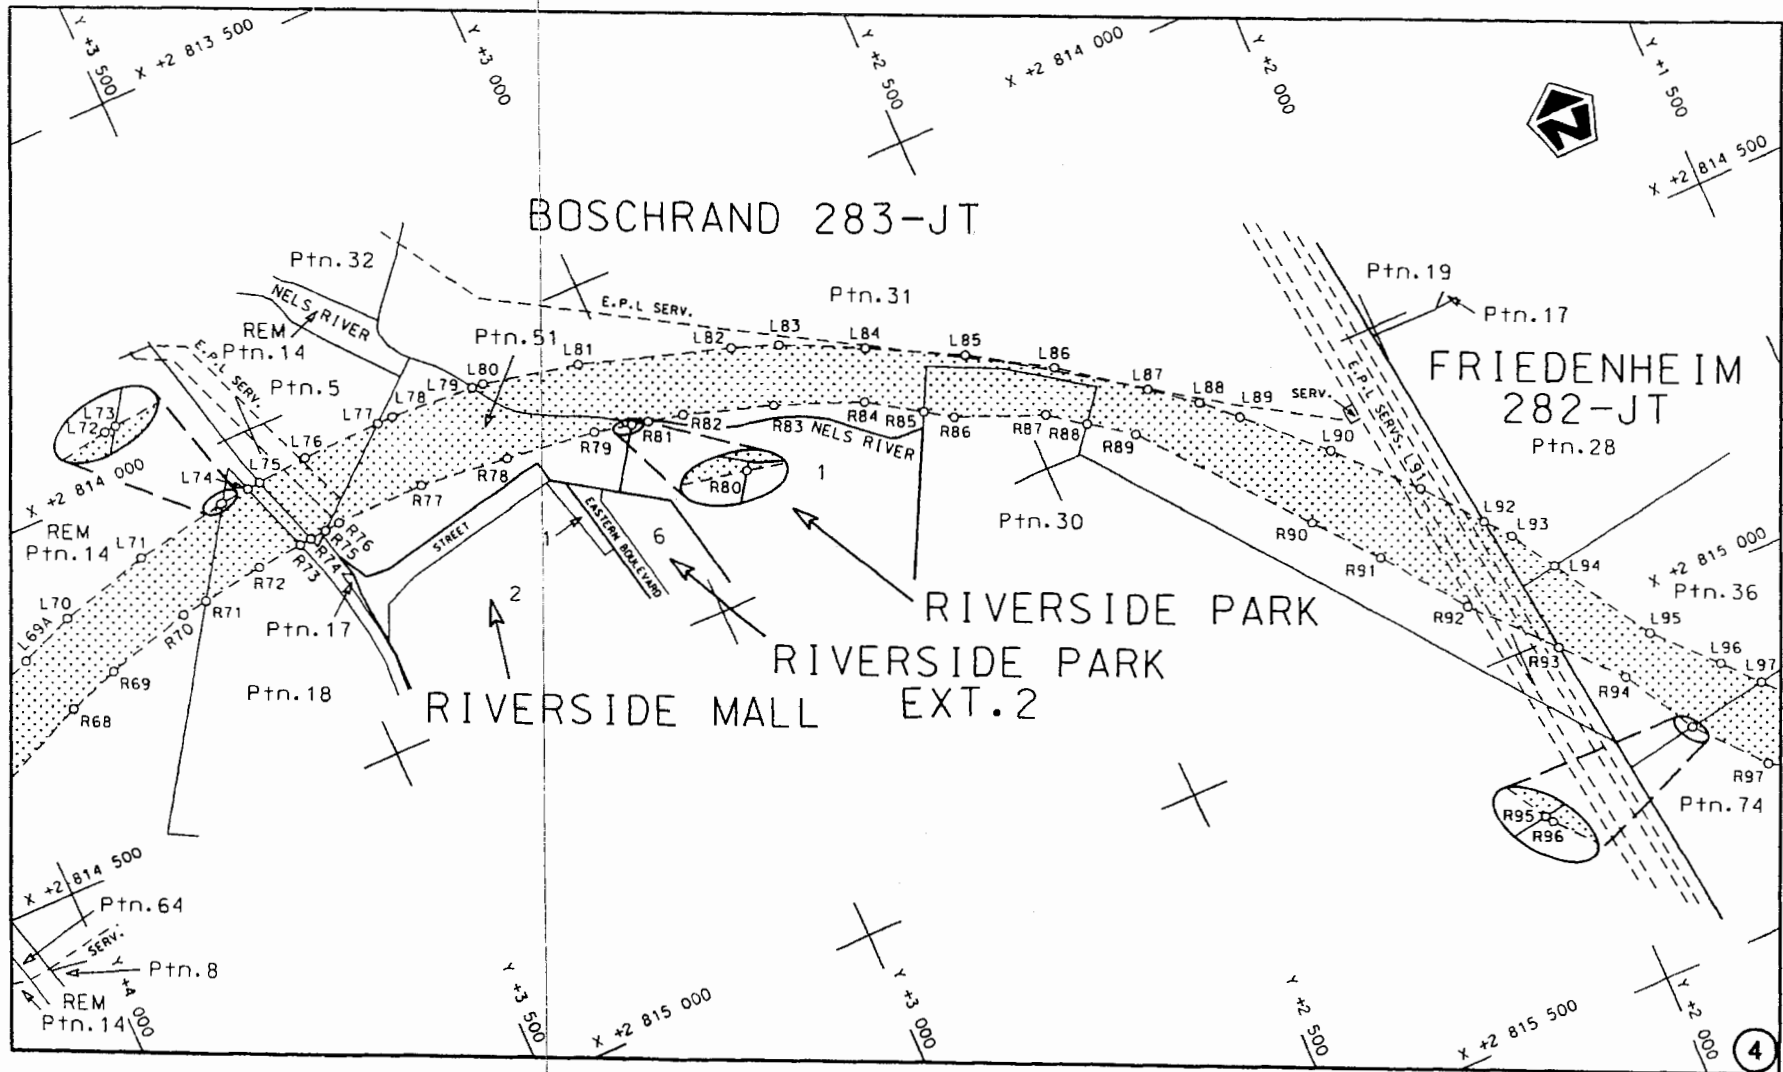 Y +3 500
X +2 813 500
Y +3 000
Y +2 500
X +2 814 000
Y +2 000
Y +1 500
X +2 814 500
N
BOSCHRAND 283-JT
Ptn.32
NELS RIVER
REM
Ptn.14
E.P.L SERV.
Ptn.5
Ptn.51
E.P.L SERV.
Ptn.31
Ptn.19
Ptn.17
FRIEDENHEIM
282-JT
Ptn.28
SERV.
E.P.L SERVS.
L73
L72
L74
L75
L76
L77
L78
L79
L80
L81
L82
L83
L84
L85
L86
L87
L88
L89
L90
L91
L92
L93
L94
L95
L96
L97
X +2 814 000
REM
Ptn.14
L71
L70
L69A
R68
R69
R70
R71
R72
R73
R74
R75
R76
R77
R78
R79
R80
R81
R82
R83
R84
R85
R86
R87
R88
R89
R90
R91
R92
R93
R94
R95
R96
R97
NELS RIVER
1
Ptn.30
X +2 815 000
Ptn.36
STREET
1
EASTERN BOULEVARD
6
2
Ptn.17
Ptn.18
RIVERSIDE PARK
RIVERSIDE PARK
EXT.2
RIVERSIDE MALL
Ptn.74
X +2 814 500
Ptn.64
SERV.
Ptn.8
REM
Ptn.14
Y +4 000
Y +3 500
X +2 815 000
Y +3 000
Y +2 500
X +2 815 500
Y +2 000
4